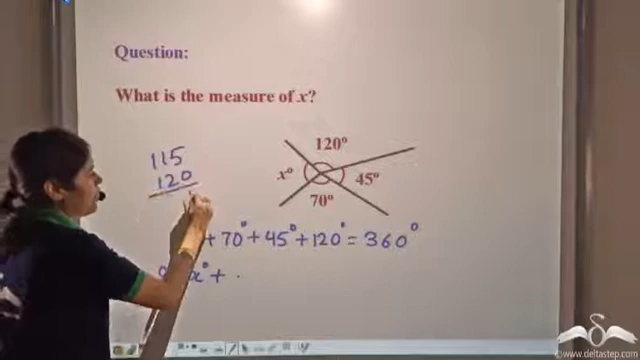 Question:
What is the measure of x?
120°
x°
45°
70°
115
120
+ 70° + 45° + 120° = 360°
x° +
www.deltastep.com